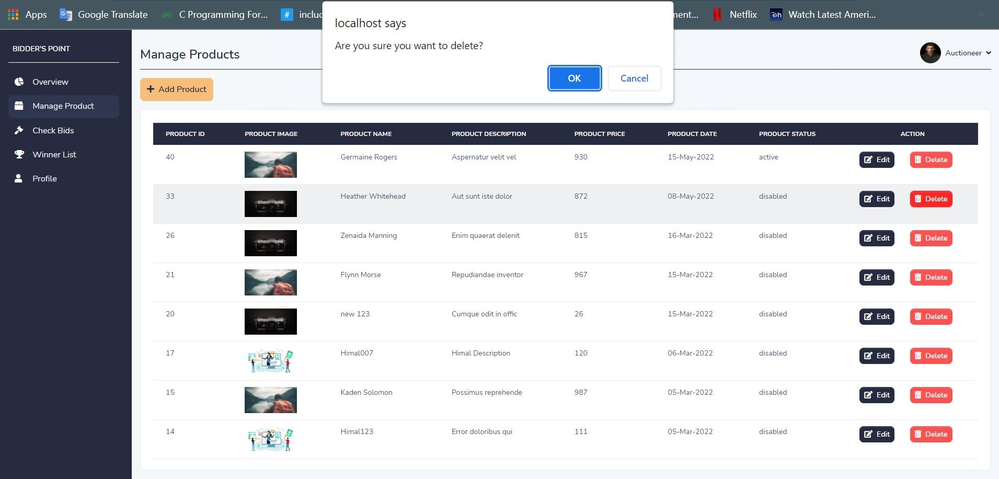 Apps
Google Translate
C Programming For...
#
Netflix
Watch Latest Ameri...
localhost says
Are you sure you want to delete?
OK
Cancel
BIDDER'S POINT
Overview
Manage Product
Check Bids
Winner List
Profile
Manage Products
Auctioneer
Add Product
PRODUCT ID PRODUCT IMAGE PRODUCT NAME PRODUCT DESCRIPTION PRODUCT PRICE PRODUCT DATE PRODUCT STATUS ACTION
40 Germaine Rogers Aspernatur velit vel 930 15-May-2022 active Edit Delete
33 Heather Whitehead Aut sunt iste dolor 872 08-May-2022 disabled Edit Delete
26 Zenaida Manning Enim quaerat delenit 815 16-Mar-2022 disabled Edit Delete
21 Flynn Morse Repudiandae inventor 967 15-Mar-2022 disabled Edit Delete
20 new 123 Cumque odit in offic 26 15-Mar-2022 disabled Edit Delete
17 Himal007 Himal Description 120 06-Mar-2022 disabled Edit Delete
15 Kaden Solomon Possimus reprehende 987 05-Mar-2022 disabled Edit Delete
14 Himal123 Error doloribus qui 111 05-Mar-2022 disabled Edit Delete